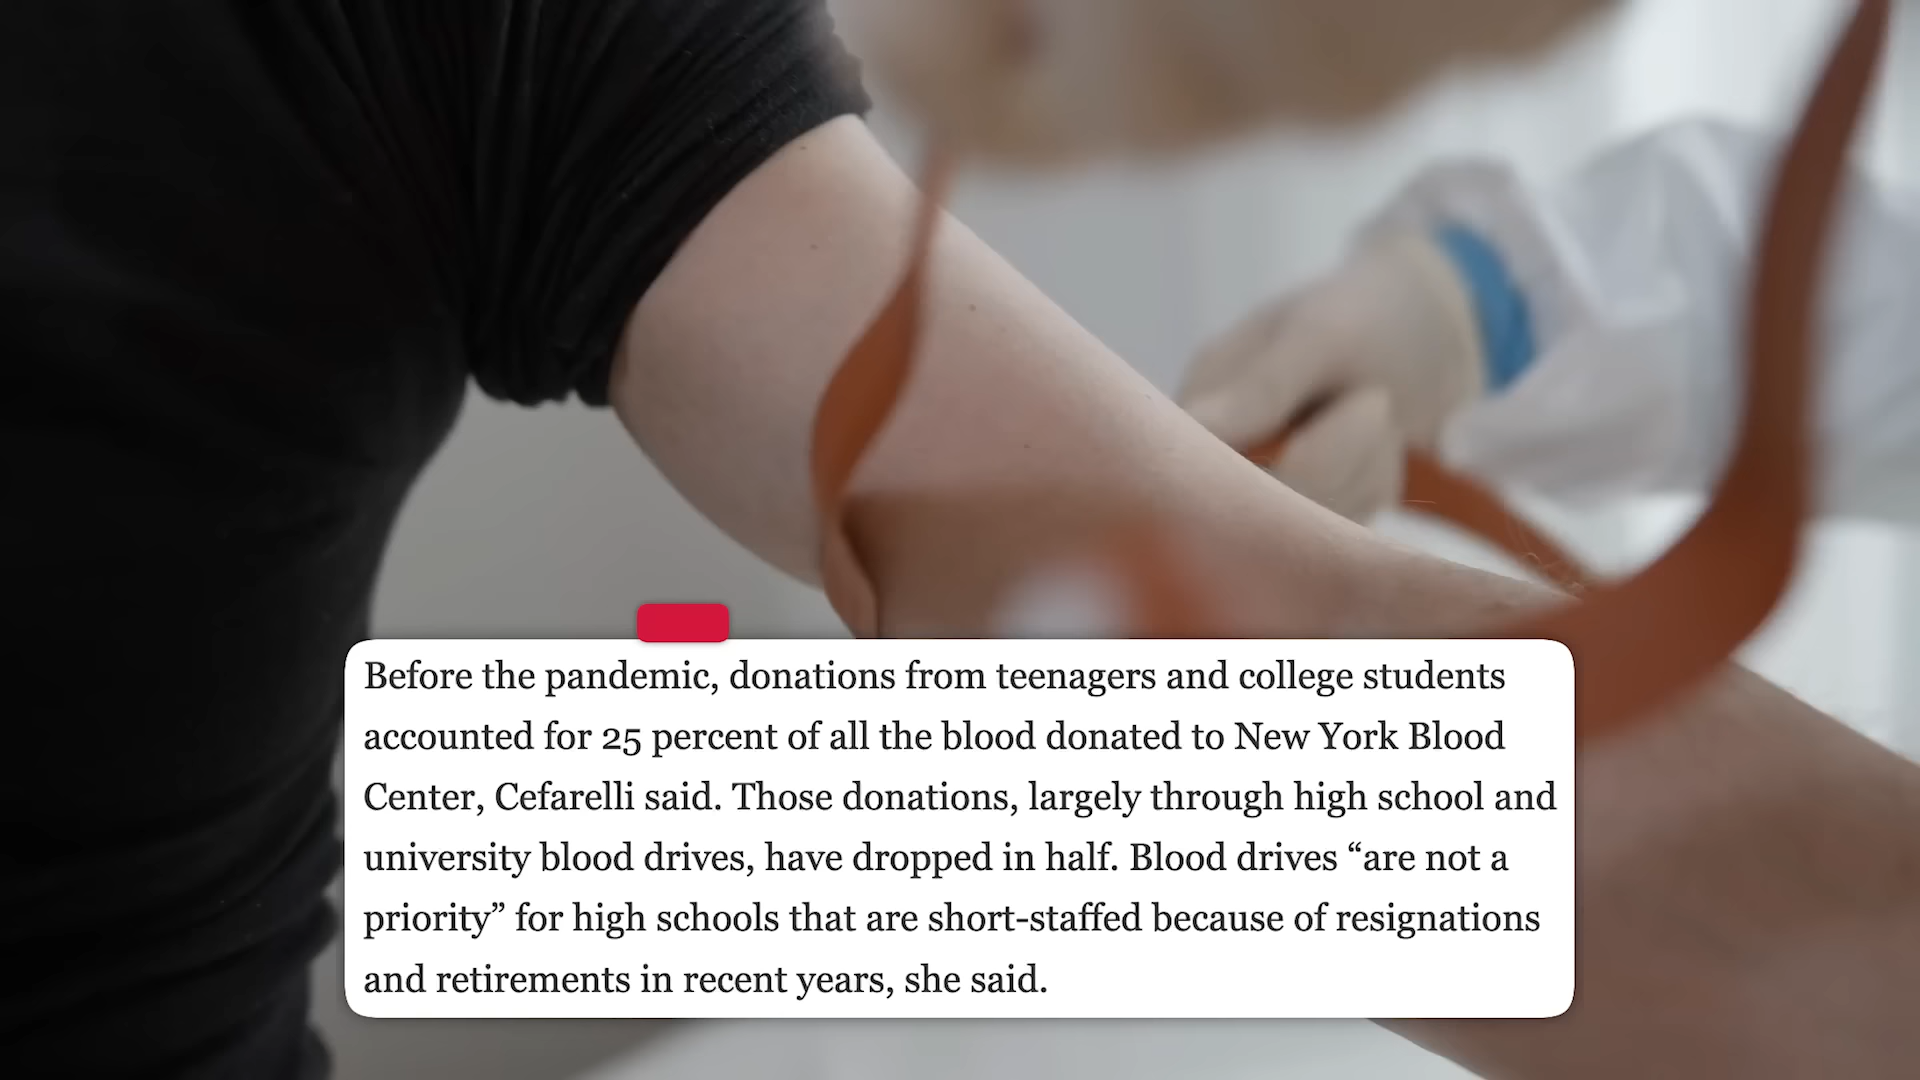 Before the pandemic, donations from teenagers and college students
accounted for 25 percent of all the blood donated to New York Blood
Center, Cefarelli said. Those donations, largely through high school and
university blood drives, have dropped in half. Blood drives “are not a
priority” for high schools that are short-staffed because of resignations
and retirements in recent years, she said.